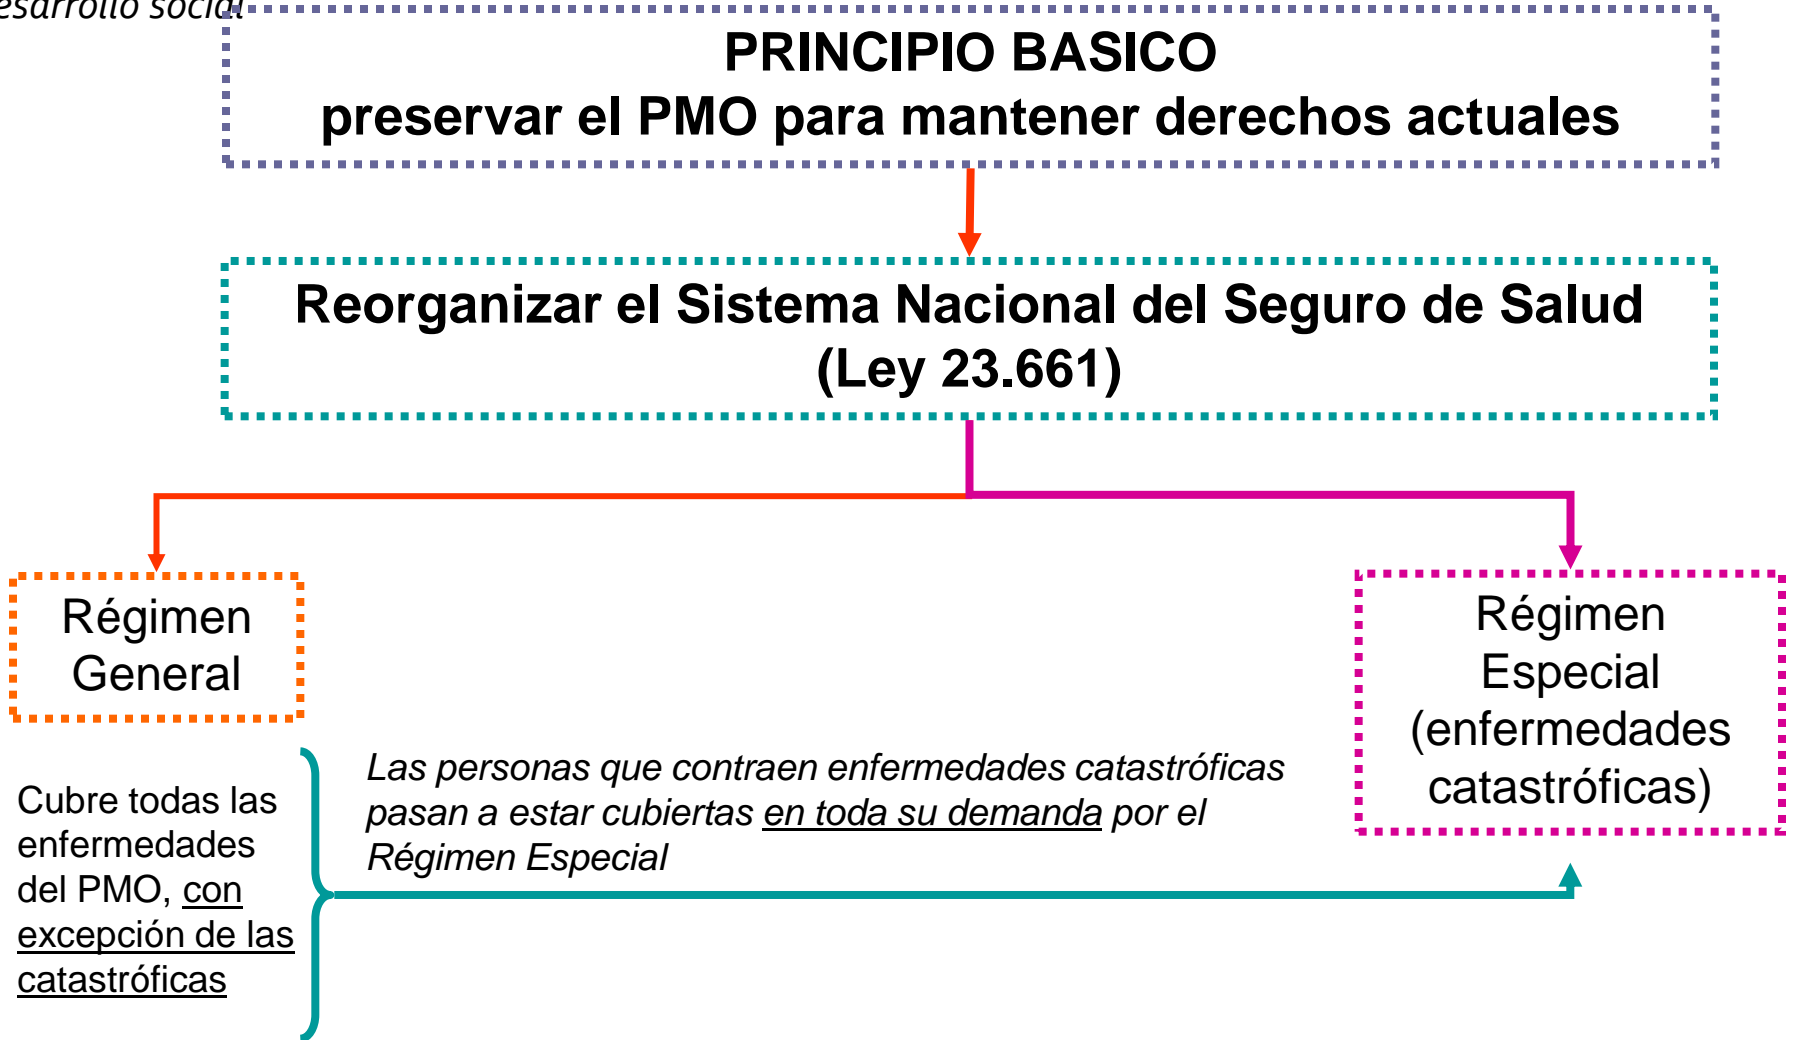 desarrollo social
PRINCIPIO BASICO
preservar el PMO para mantener derechos actuales
Reorganizar el Sistema Nacional del Seguro de Salud
(Ley 23.661)
Régimen
General
Régimen
Especial
(enfermedades
catastróficas)
Cubre todas las
enfermedades
del PMO, con
excepción de las
catastróficas
Las personas que contraen enfermedades catastróficas
pasan a estar cubiertas en toda su demanda por el
Régimen Especial